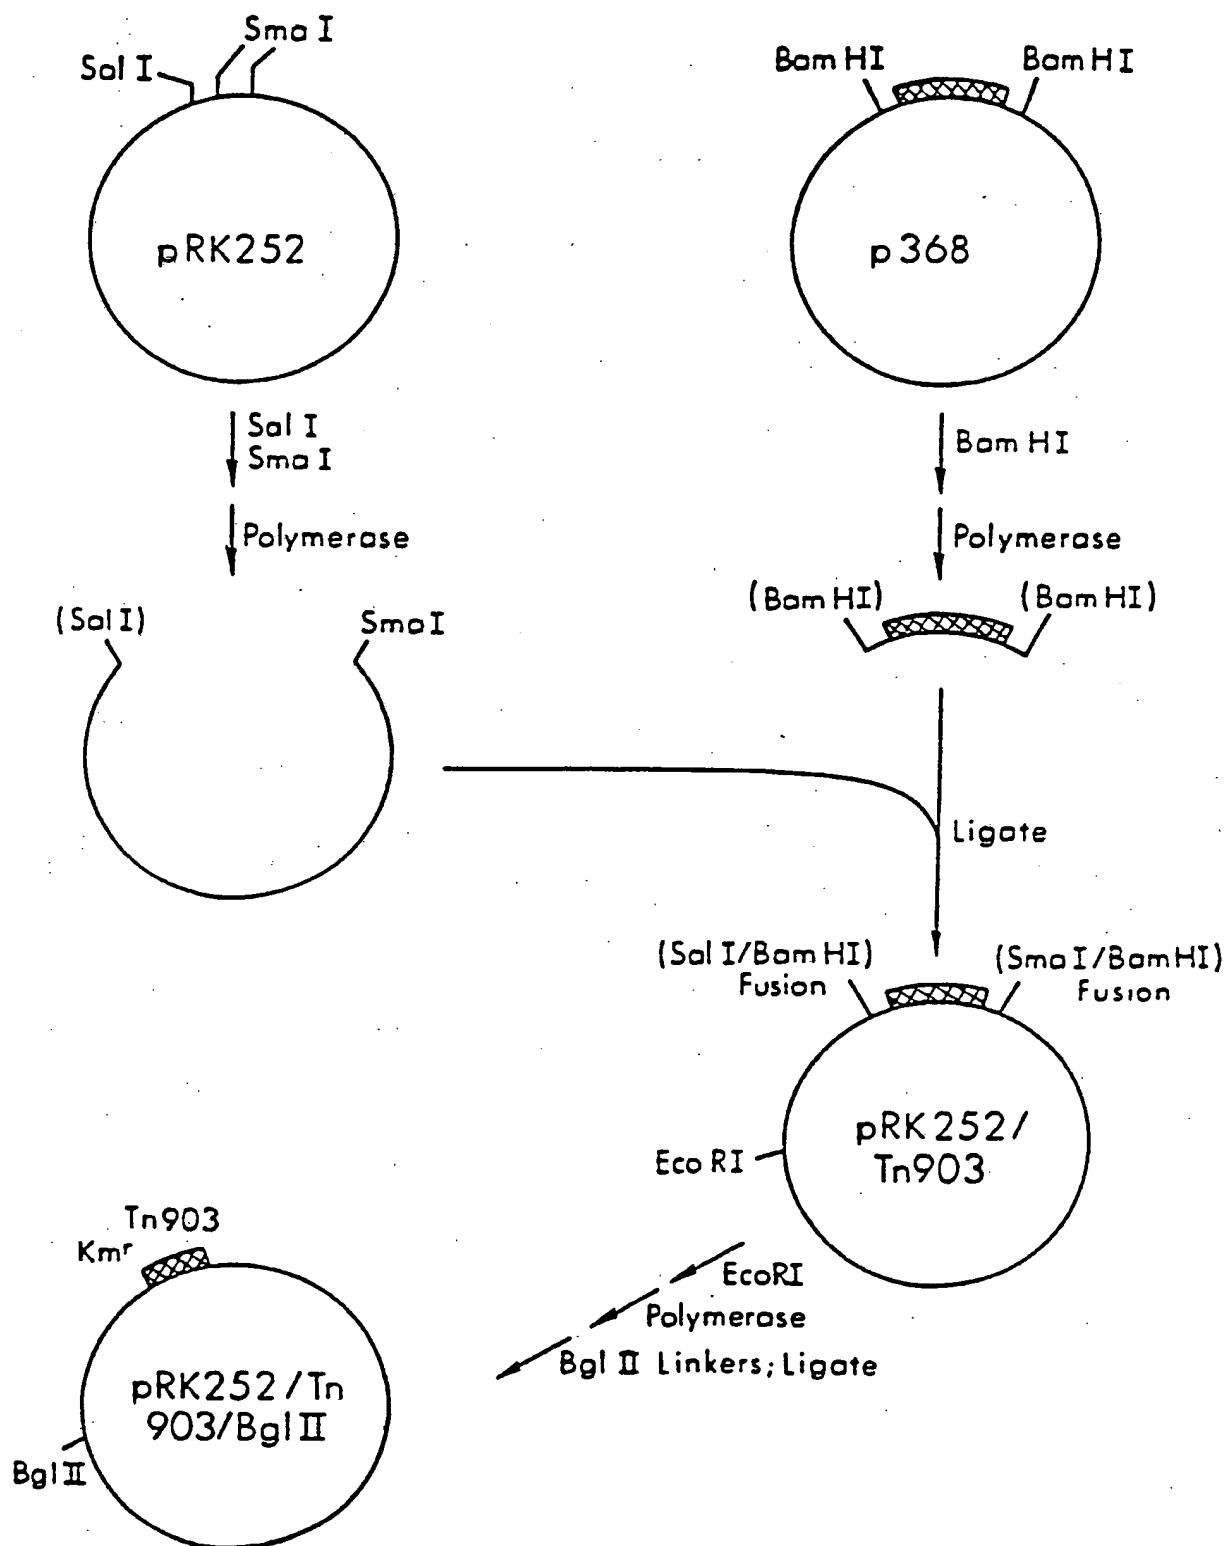 Sma I
Sal I
pRK252
Bam HI
Bam HI
p368
Sal I
Sma I
Polymerase
Bam HI
Polymerase
(Sal I)
Sma I
(Bam HI)
(Bam HI)
Ligate
(Sal I/Bam HI)
Fusion
(Sma I/Bam HI)
Fusion
pRK252/
Tn903
Eco RI
EcoRI
Polymerase
Bgl II Linkers; Ligate
Tn903
Kmr
pRK252/Tn
903/Bgl II
Bgl II